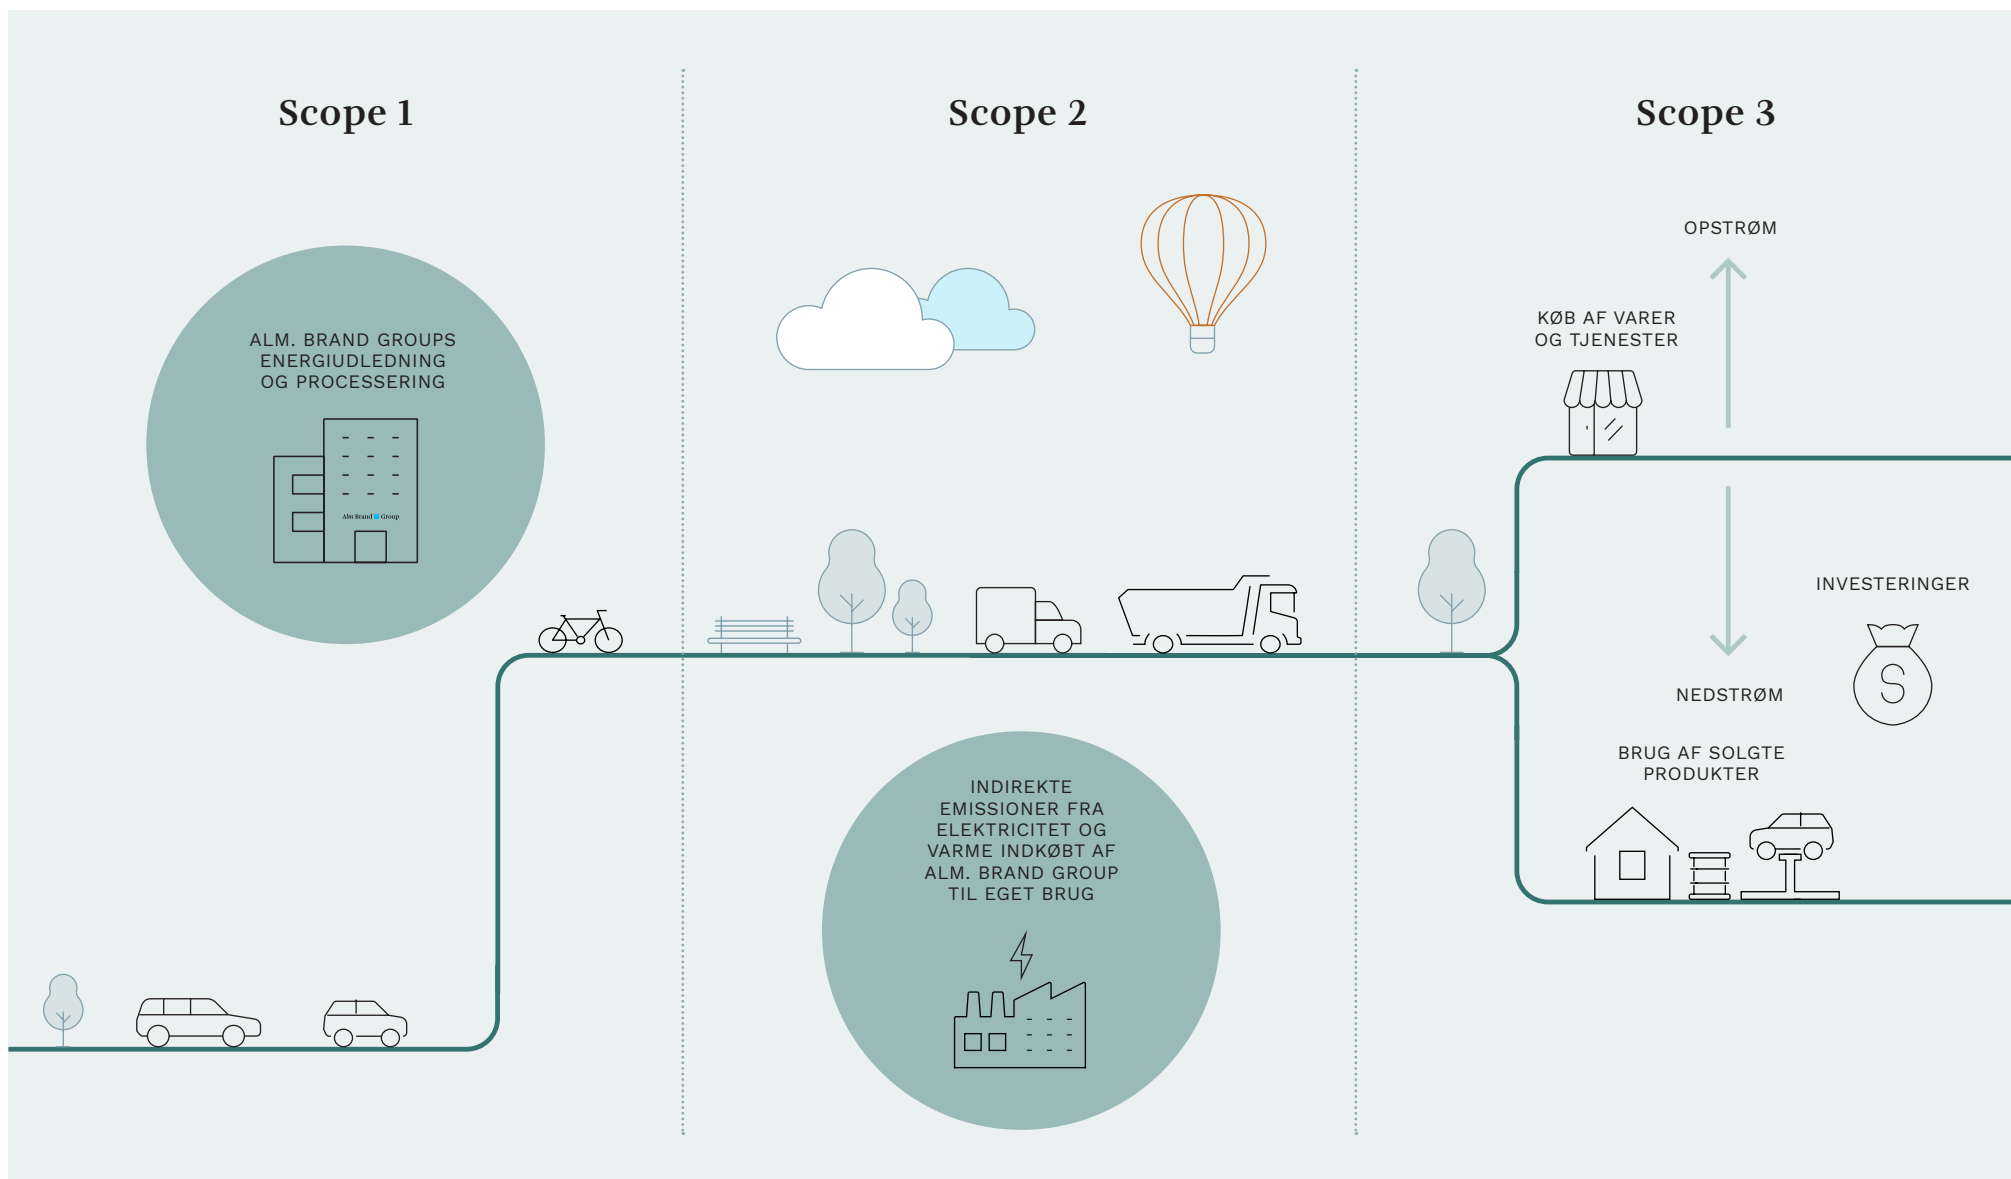 Scope 1
ALM. BRAND GROUPS
ENERGIUDLEDNING
OG PROCESSERING
Alm Brand Group
Scope 2
INDIREKTE
EMISSIONER FRA
ELEKTRICITET OG
VARME INDKØBT AF
ALM. BRAND GROUP
TIL EGET BRUG
Scope 3
OPSTRØM
KØB AF VARER
OG TJENESTER
INVESTERINGER
S
NEDSTRØM
BRUG AF SOLGTE
PRODUKTER